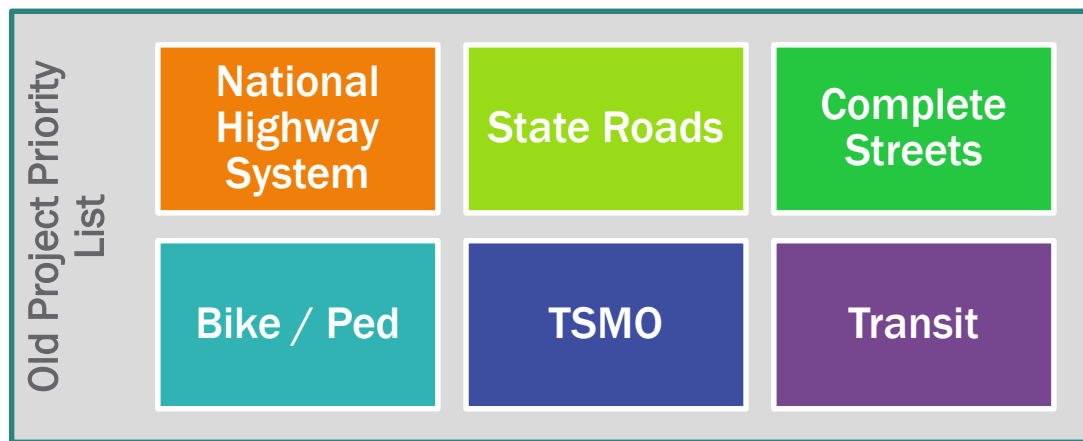 Old Project Priority
List
National
Highway
System
State Roads
Complete
Streets
Bike / Ped
TSMO
Transit